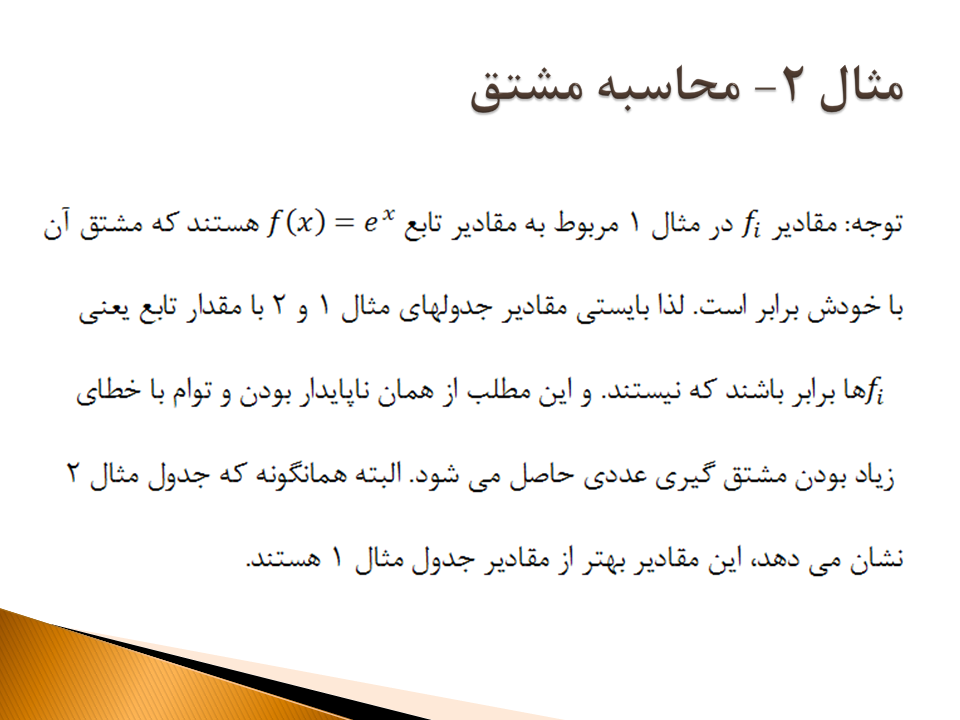 مثال ۲- محاسبه مشتق
توجه: مقادیر fᵢ در مثال ۱ مربوط به مقادیر تابع f(x) = eˣ هستند که مشتق آن
با خودش برابر است. لذا بایستی مقادیر جدولهای مثال ۱ و ۲ با مقدار تابع یعنی
fᵢها برابر باشند که نیستند. و این مطلب از همان ناپایدار بودن و توام با خطای
زیاد بودن مشتق گیری عددی حاصل می شود. البته همانگونه که جدول مثال ۲
نشان می دهد، این مقادیر بهتر از مقادیر جدول مثال ۱ هستند.